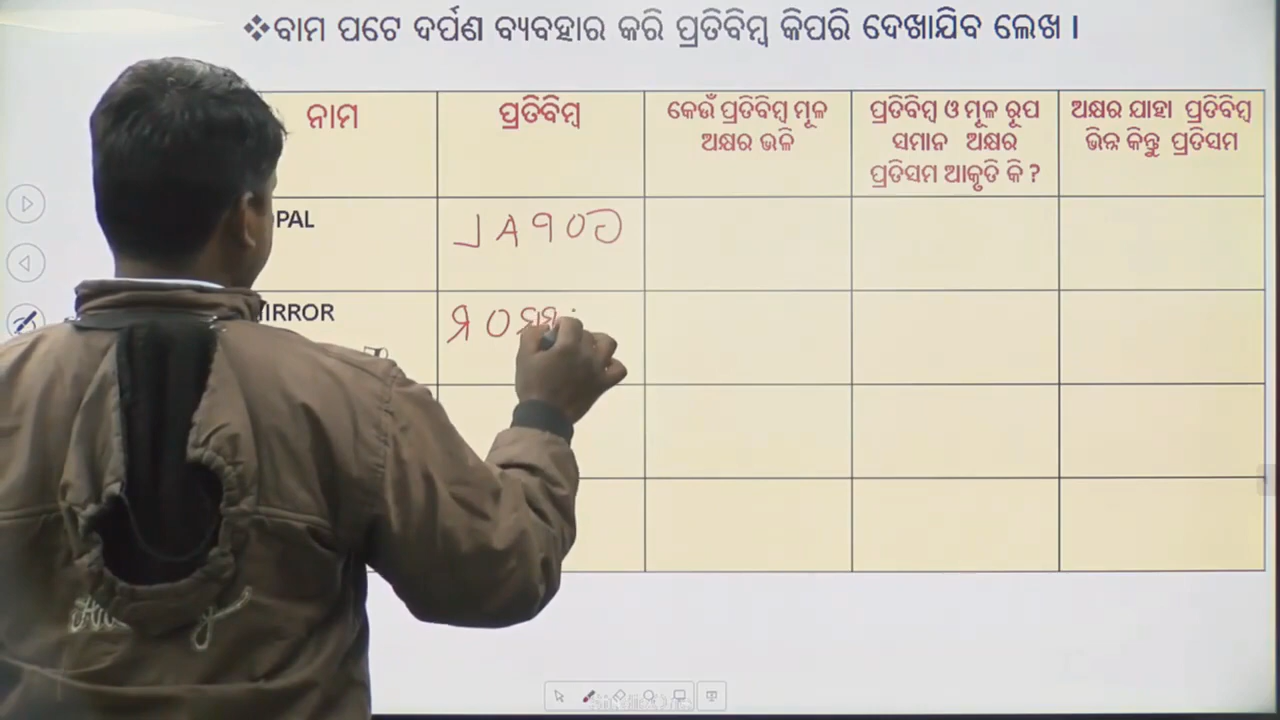 ❖ ବାମ ପଟେ ଦର୍ପଣ ବ୍ୟବହାର କରି ପ୍ରତିବିମ୍ବ କିପରି ଦେଖାଯିବ ଲେଖ ।
ନାମ
ପ୍ରତିବିମ୍ବ
କେଉଁ ପ୍ରତିବିମ୍ବ ମୂଳ
ଅକ୍ଷର ଭଳି
ପ୍ରତିବିମ୍ବ ଓ ମୂଳ ରୂପ
ସମାନ ଅକ୍ଷର
ପ୍ରତିସମ ଆକୃତି କି ?
ଅକ୍ଷର ଯାହା ପ୍ରତିବିମ୍ବ
ଭିନ୍ନ କିନ୍ତୁ ପ୍ରତିସମ
PAL
LAPOG
IRROR